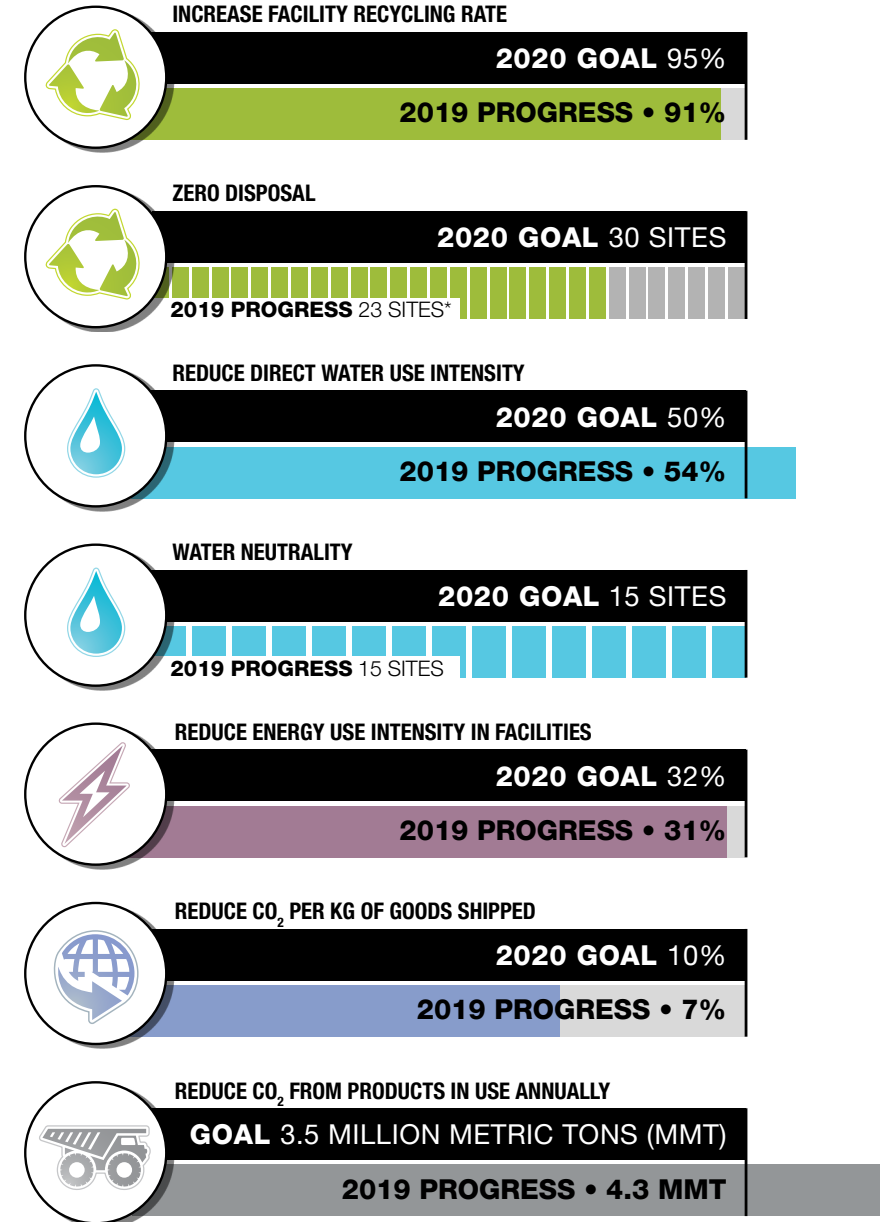 INCREASE FACILITY RECYCLING RATE
2020 GOAL 95%
2019 PROGRESS • 91%
ZERO DISPOSAL
2020 GOAL 30 SITES
2019 PROGRESS 23 SITES*
REDUCE DIRECT WATER USE INTENSITY
2020 GOAL 50%
2019 PROGRESS • 54%
WATER NEUTRALITY
2020 GOAL 15 SITES
2019 PROGRESS 15 SITES
REDUCE ENERGY USE INTENSITY IN FACILITIES
2020 GOAL 32%
2019 PROGRESS • 31%
REDUCE CO₂ PER KG OF GOODS SHIPPED
2020 GOAL 10%
2019 PROGRESS • 7%
REDUCE CO₂ FROM PRODUCTS IN USE ANNUALLY
GOAL 3.5 MILLION METRIC TONS (MMT)
2019 PROGRESS • 4.3 MMT